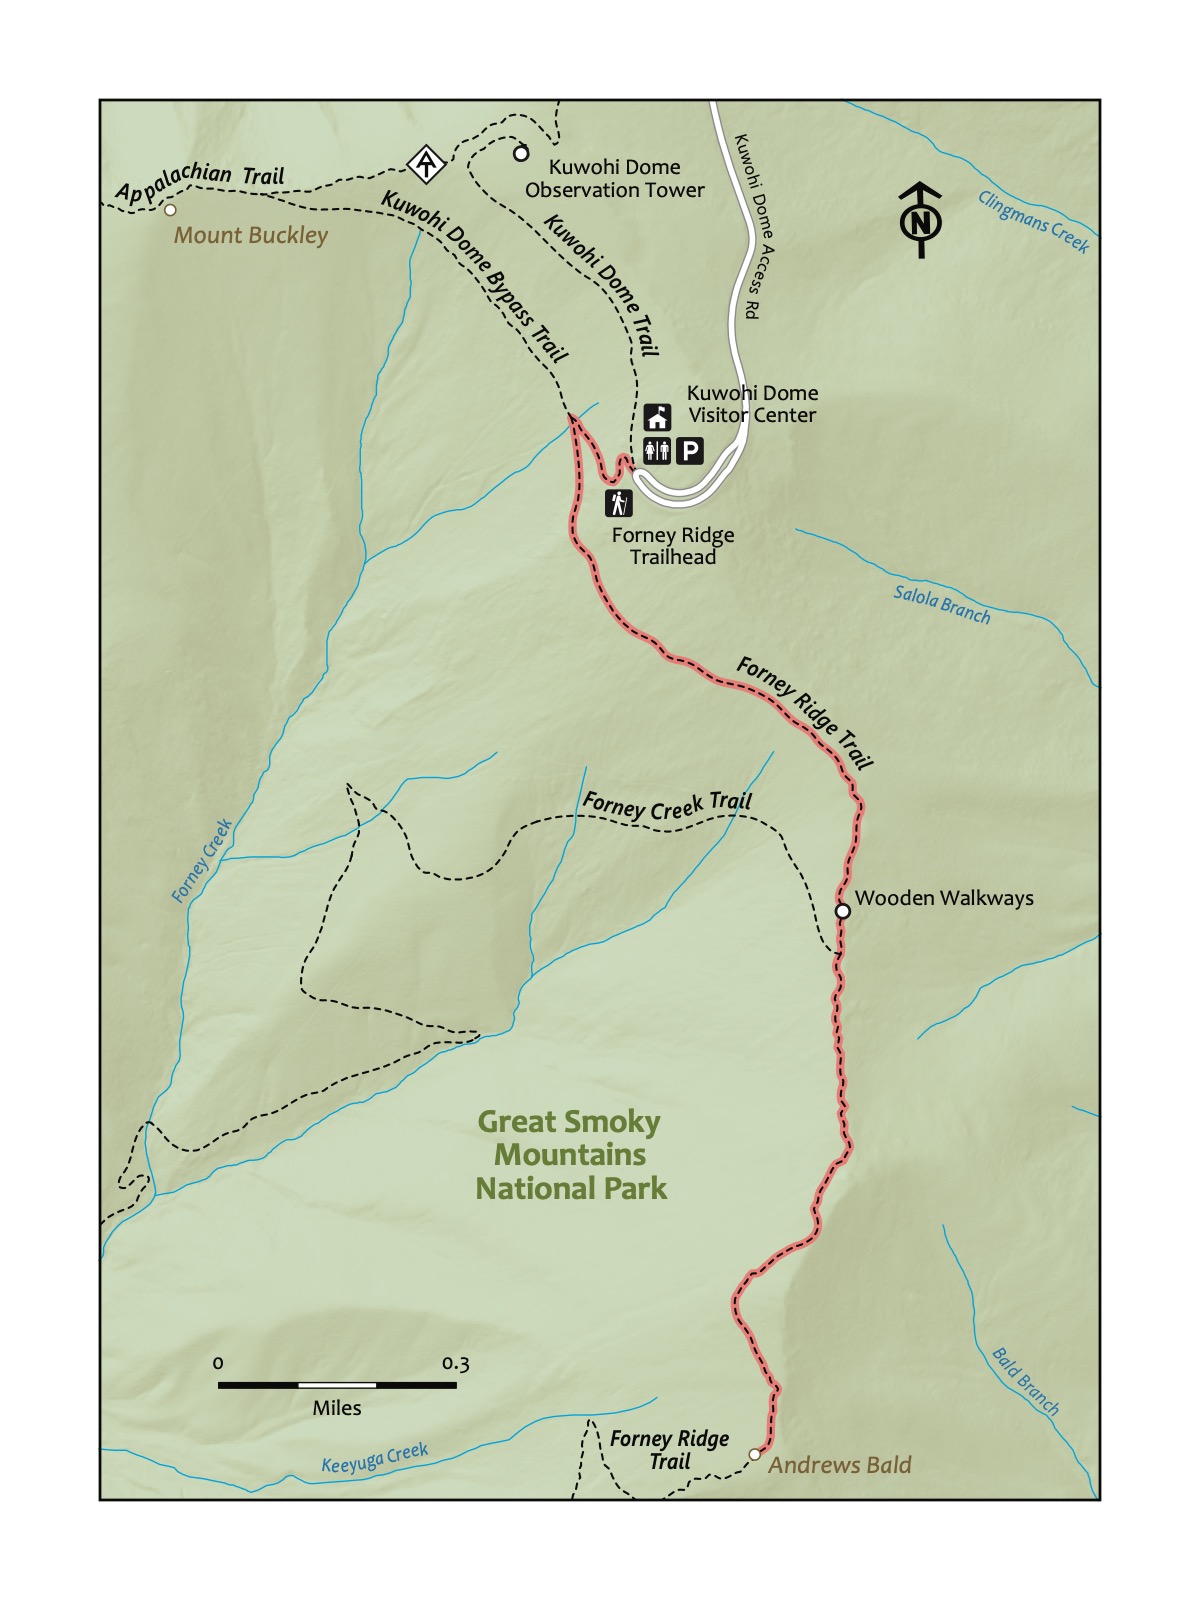 Appalachian Trail
Mount Buckley
Kuwohi Dome
Observation Tower
Kuwohi Dome Access Rd
Clingmans Creek
N
Kuwohi Dome Bypass Trail
Kuwohi Dome Trail
Kuwohi Dome
Visitor Center
P
Forney Ridge
Trailhead
Salola Branch
Forney Ridge Trail
Forney Creek Trail
Forney Creek
Wooden Walkways
Great Smoky
Mountains
National Park
0 0.3
Miles
Bald Branch
Keeyuga Creek
Forney Ridge
Trail
Andrews Bald